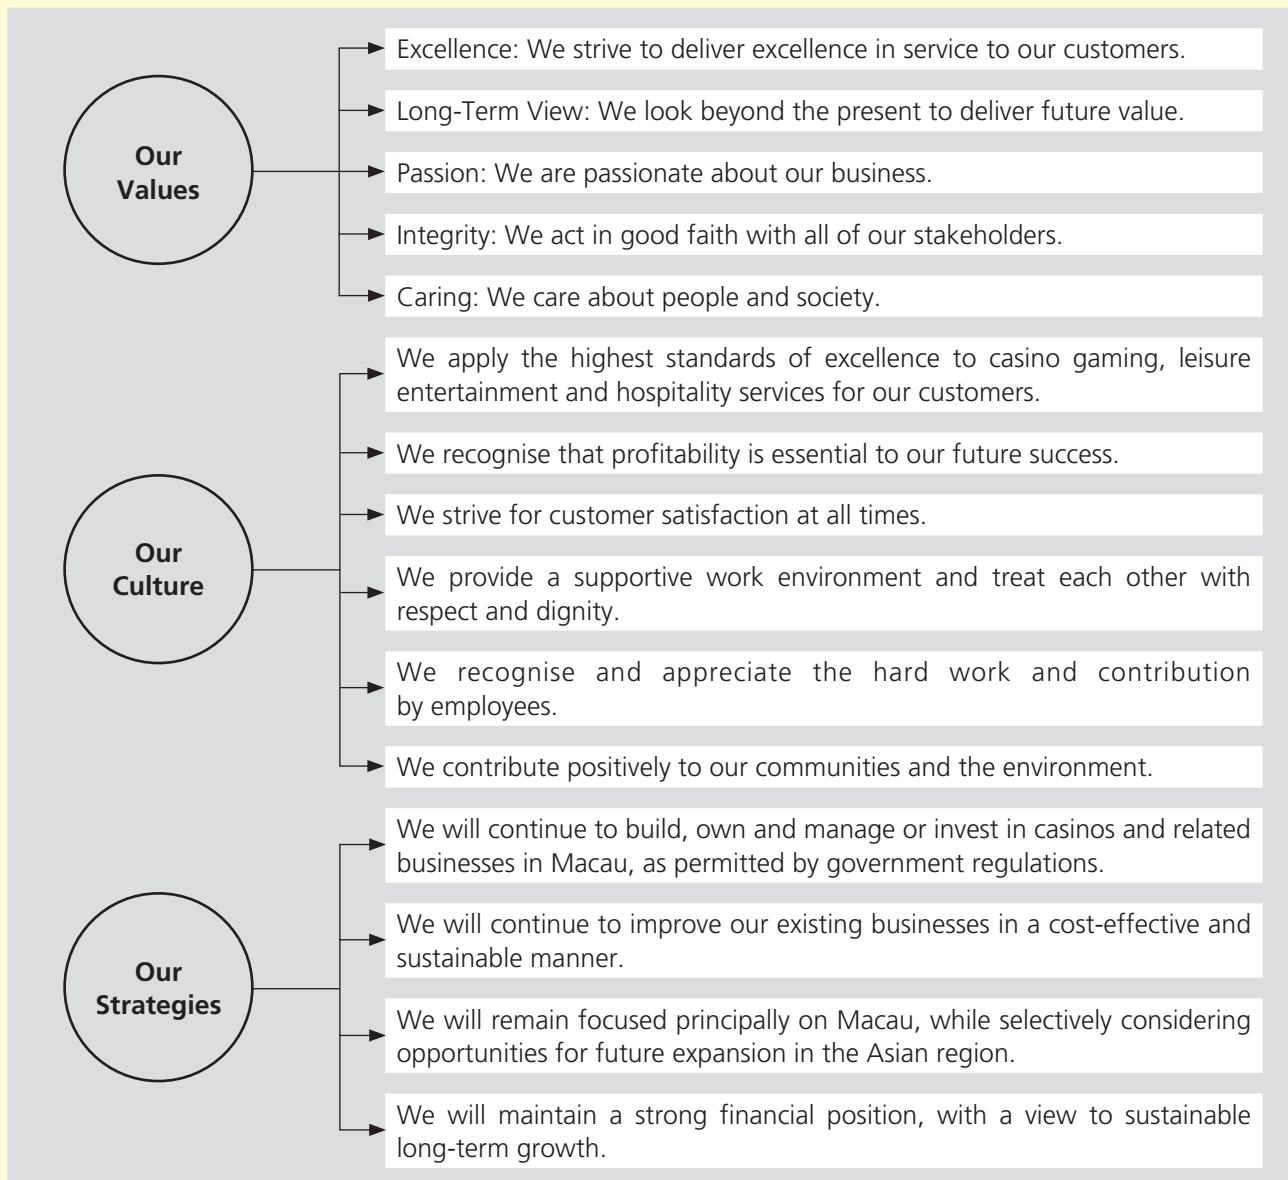 Our
Values
Excellence: We strive to deliver excellence in service to our customers.
Long-Term View: We look beyond the present to deliver future value.
Passion: We are passionate about our business.
Integrity: We act in good faith with all of our stakeholders.
Caring: We care about people and society.
Our
Culture
We apply the highest standards of excellence to casino gaming, leisure
entertainment and hospitality services for our customers.
We recognise that profitability is essential to our future success.
We strive for customer satisfaction at all times.
We provide a supportive work environment and treat each other with
respect and dignity.
We recognise and appreciate the hard work and contribution
by employees.
We contribute positively to our communities and the environment.
Our
Strategies
We will continue to build, own and manage or invest in casinos and related
businesses in Macau, as permitted by government regulations.
We will continue to improve our existing businesses in a cost-effective and
sustainable manner.
We will remain focused principally on Macau, while selectively considering
opportunities for future expansion in the Asian region.
We will maintain a strong financial position, with a view to sustainable
long-term growth.